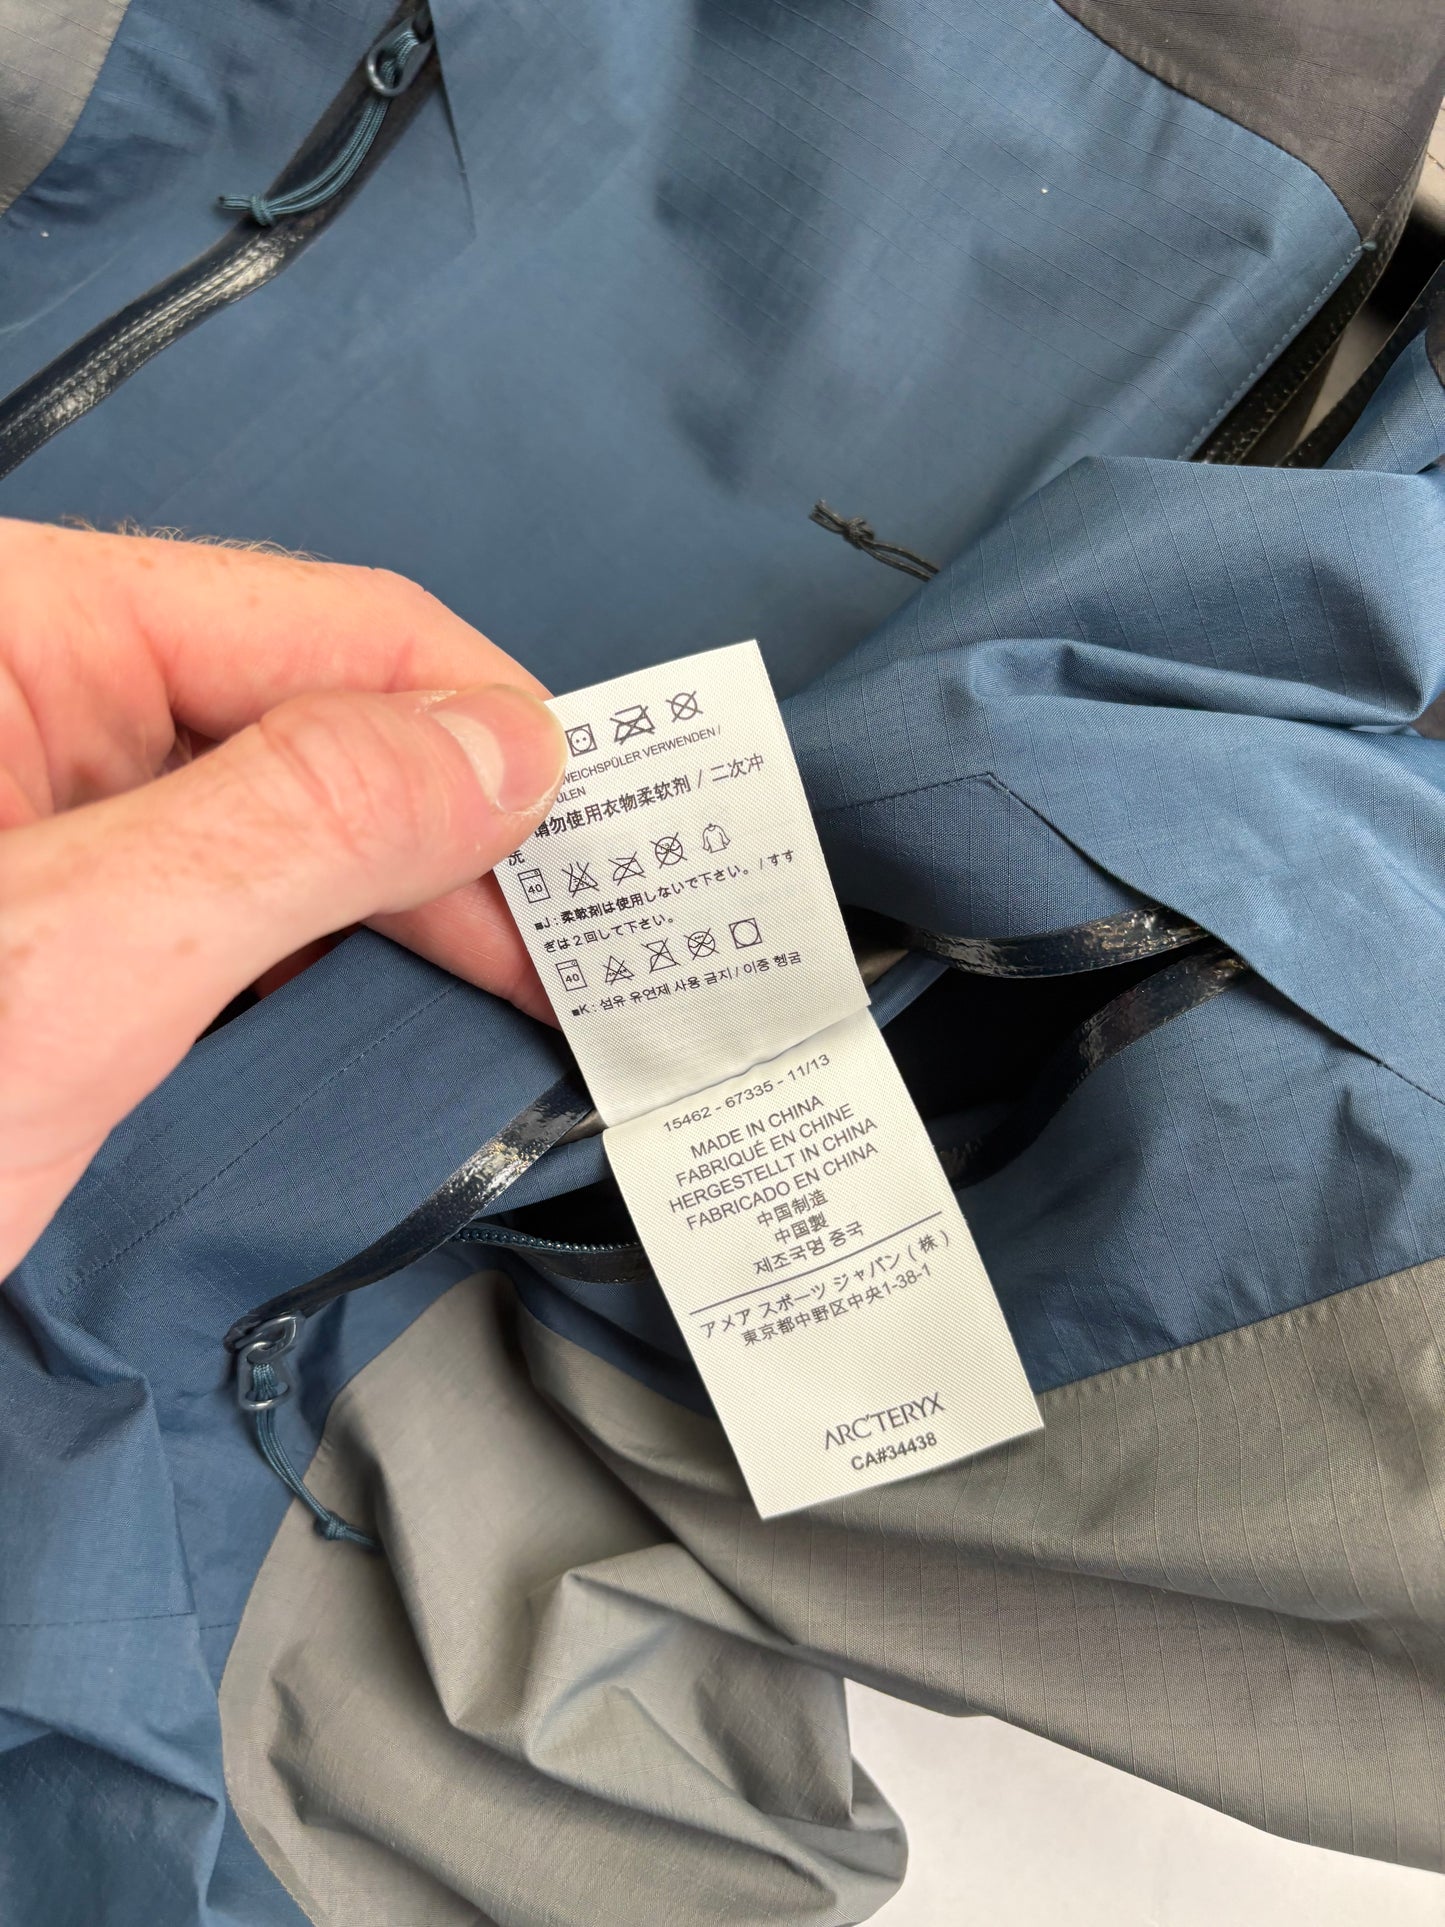 WEICHSPÜLER VERWENDEN /
请勿使用衣物柔软剂 / 二次冲
洗
40
■J : 柔軟剤は使用しないで下さい。 / すす
ぎは2回して下さい。
40
■K : 섬유 유연제 사용 금지 / 이중 헹굼
15462 - 67335 - 11/13
MADE IN CHINA
FABRIQUÉ EN CHINE
HERGESTELLT IN CHINA
FABRICADO EN CHINA
中国制造
中国製
제조국명 중국
アメア スポーツ ジャパン ( 株 )
東京都中野区中央1-38-1
ARC'TERYX
CA#34438